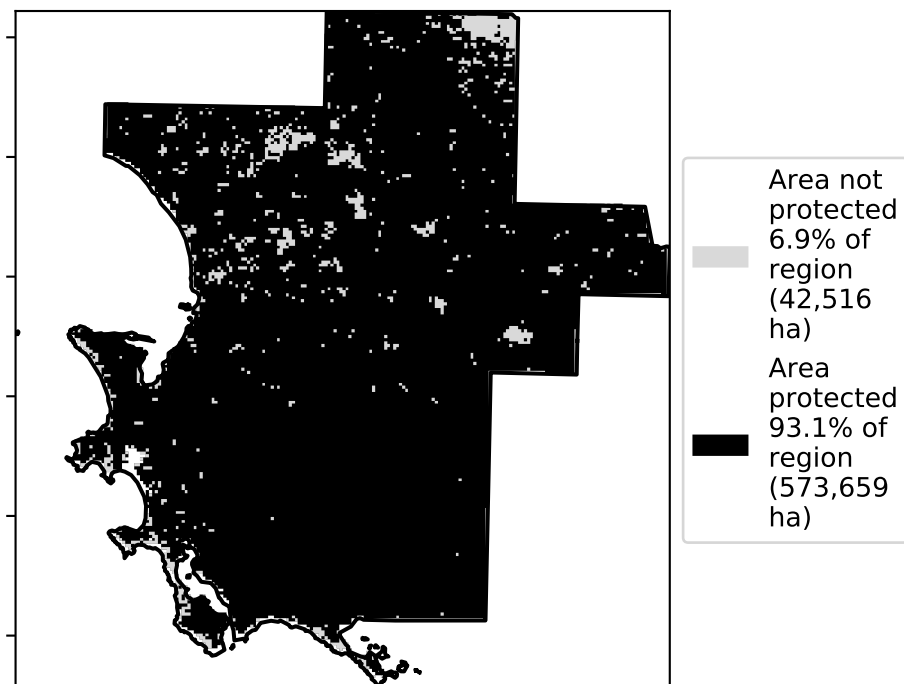 Area not
protected
6.9% of
region
(42,516
ha)
Area
protected
93.1% of
region
(573,659
ha)